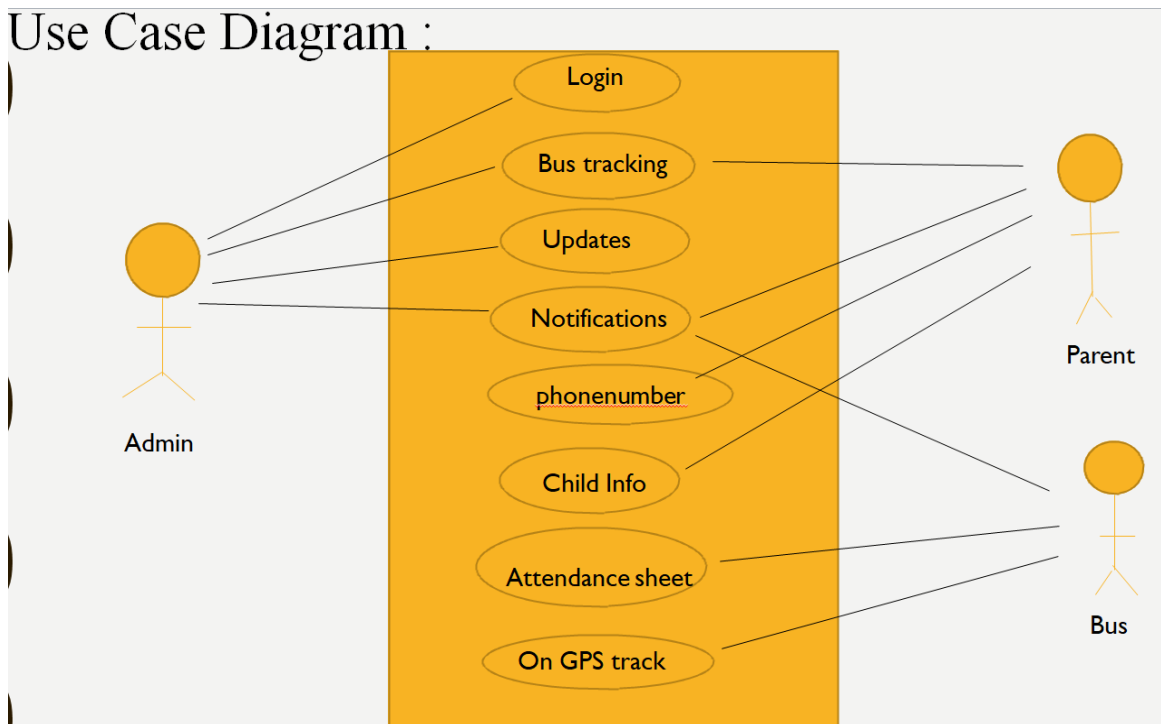 Use Case Diagram :
Login
Bus tracking
Updates
Notifications
phonenumber
Child Info
Attendance sheet
On GPS track
Admin
Parent
Bus